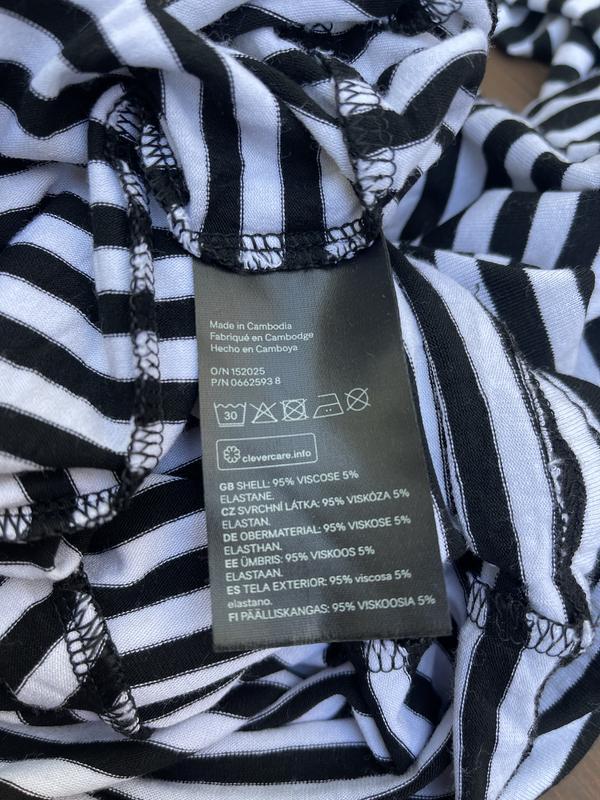 Made in Cambodia
Fabriqué en Cambodge
Hecho en Camboya
O/N 152025
P/N 0662593 8
30
clevercare.info
GB SHELL: 95% VISCOSE 5%
ELASTANE.
CZ SVRCHNÍ LÁTKA: 95% VISKÓZA 5%
ELASTAN.
DE OBERMATERIAL: 95% VISKOSE 5%
ELASTHAN.
EE ÜMBRIS: 95% VISKOOS 5%
ELASTAAN.
ES TELA EXTERIOR: 95% viscosa 5%
elastano.
FI PÄÄLLISKANGAS: 95% VISKOOSIA 5%